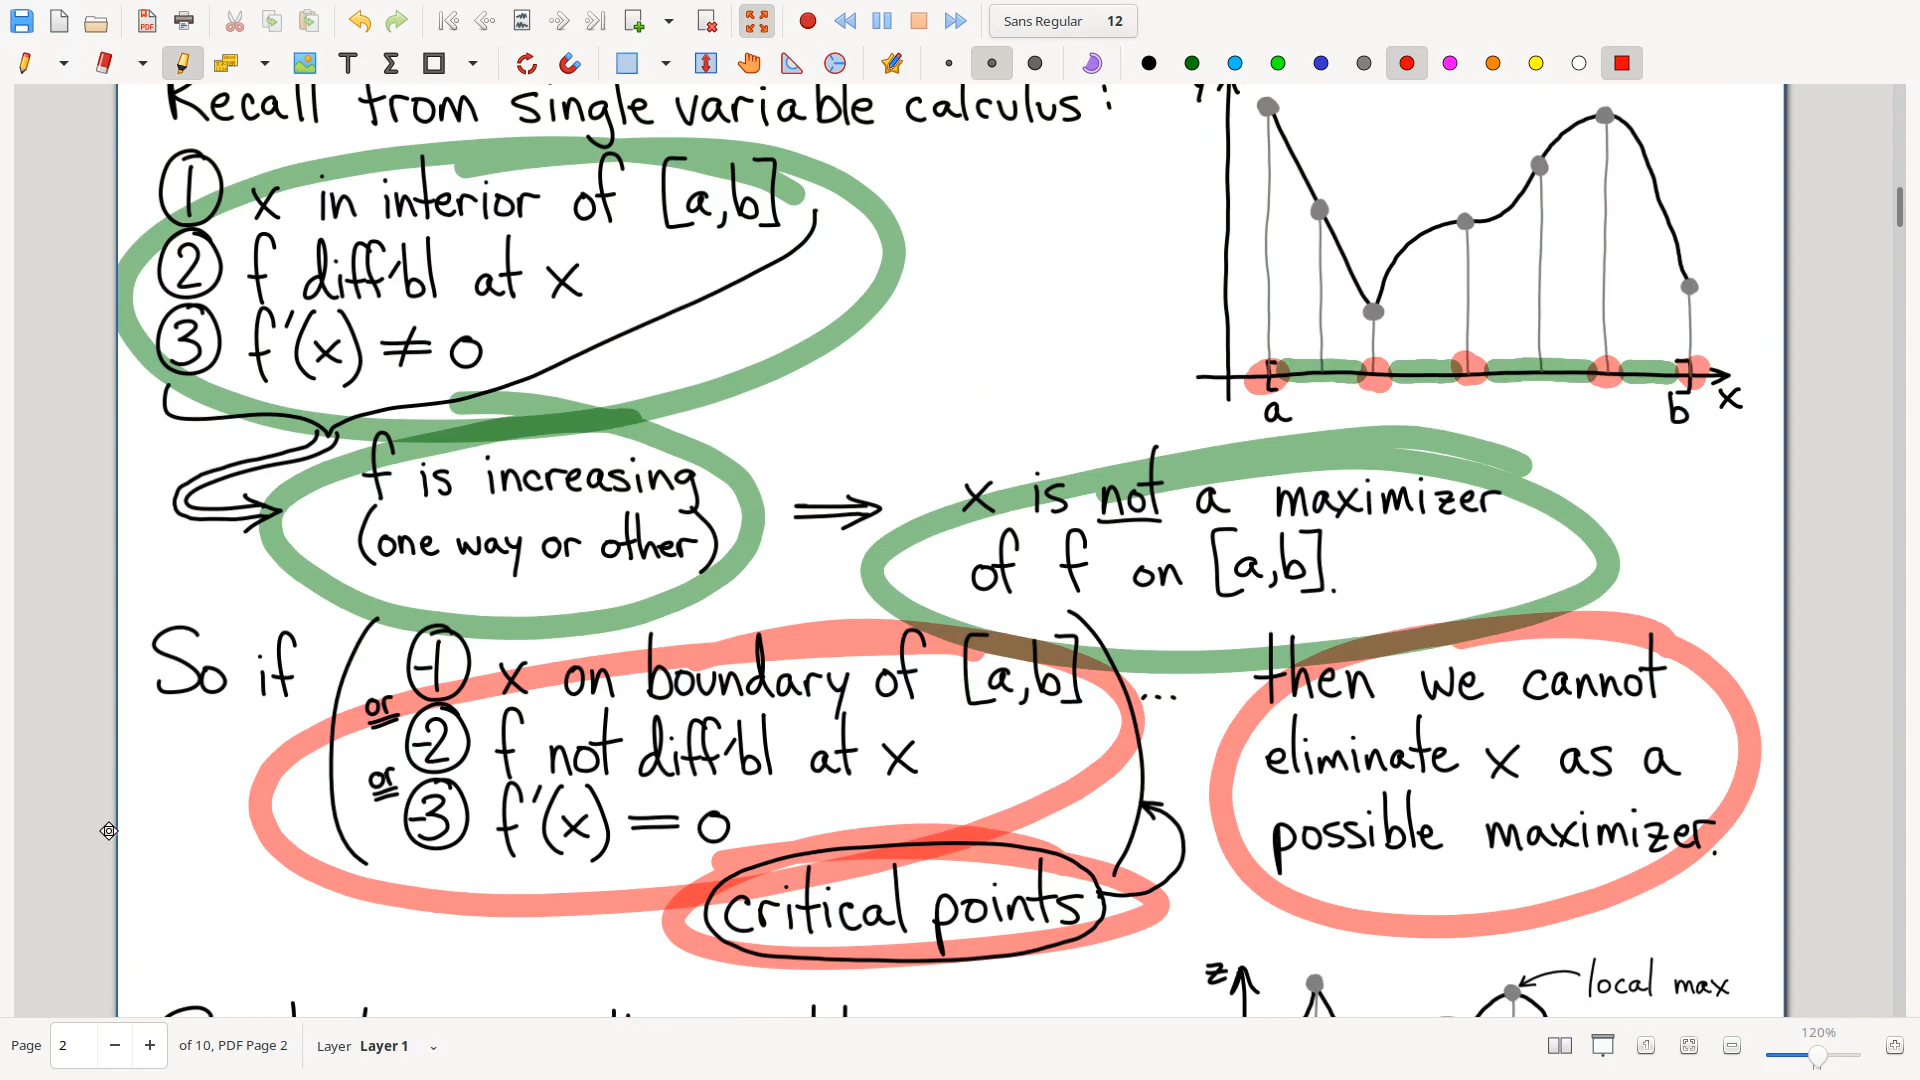 Sans Regular 12
Recall from single variable calculus:
y
① x in interior of [a,b]
② f diff'bl at x
③ f'(x) ≠ 0
a
b
x
f is increasing
(one way or other)
⟹
x is not a maximizer
of f on [a,b].
So if
-1 x on boundary of [a,b] ...
or
-2 f not diff'bl at x
or
-3 f'(x) = 0
then we cannot
eliminate x as a
possible maximizer.
critical points
z
local max
Page 2 of 10, PDF Page 2 Layer Layer 1
120%